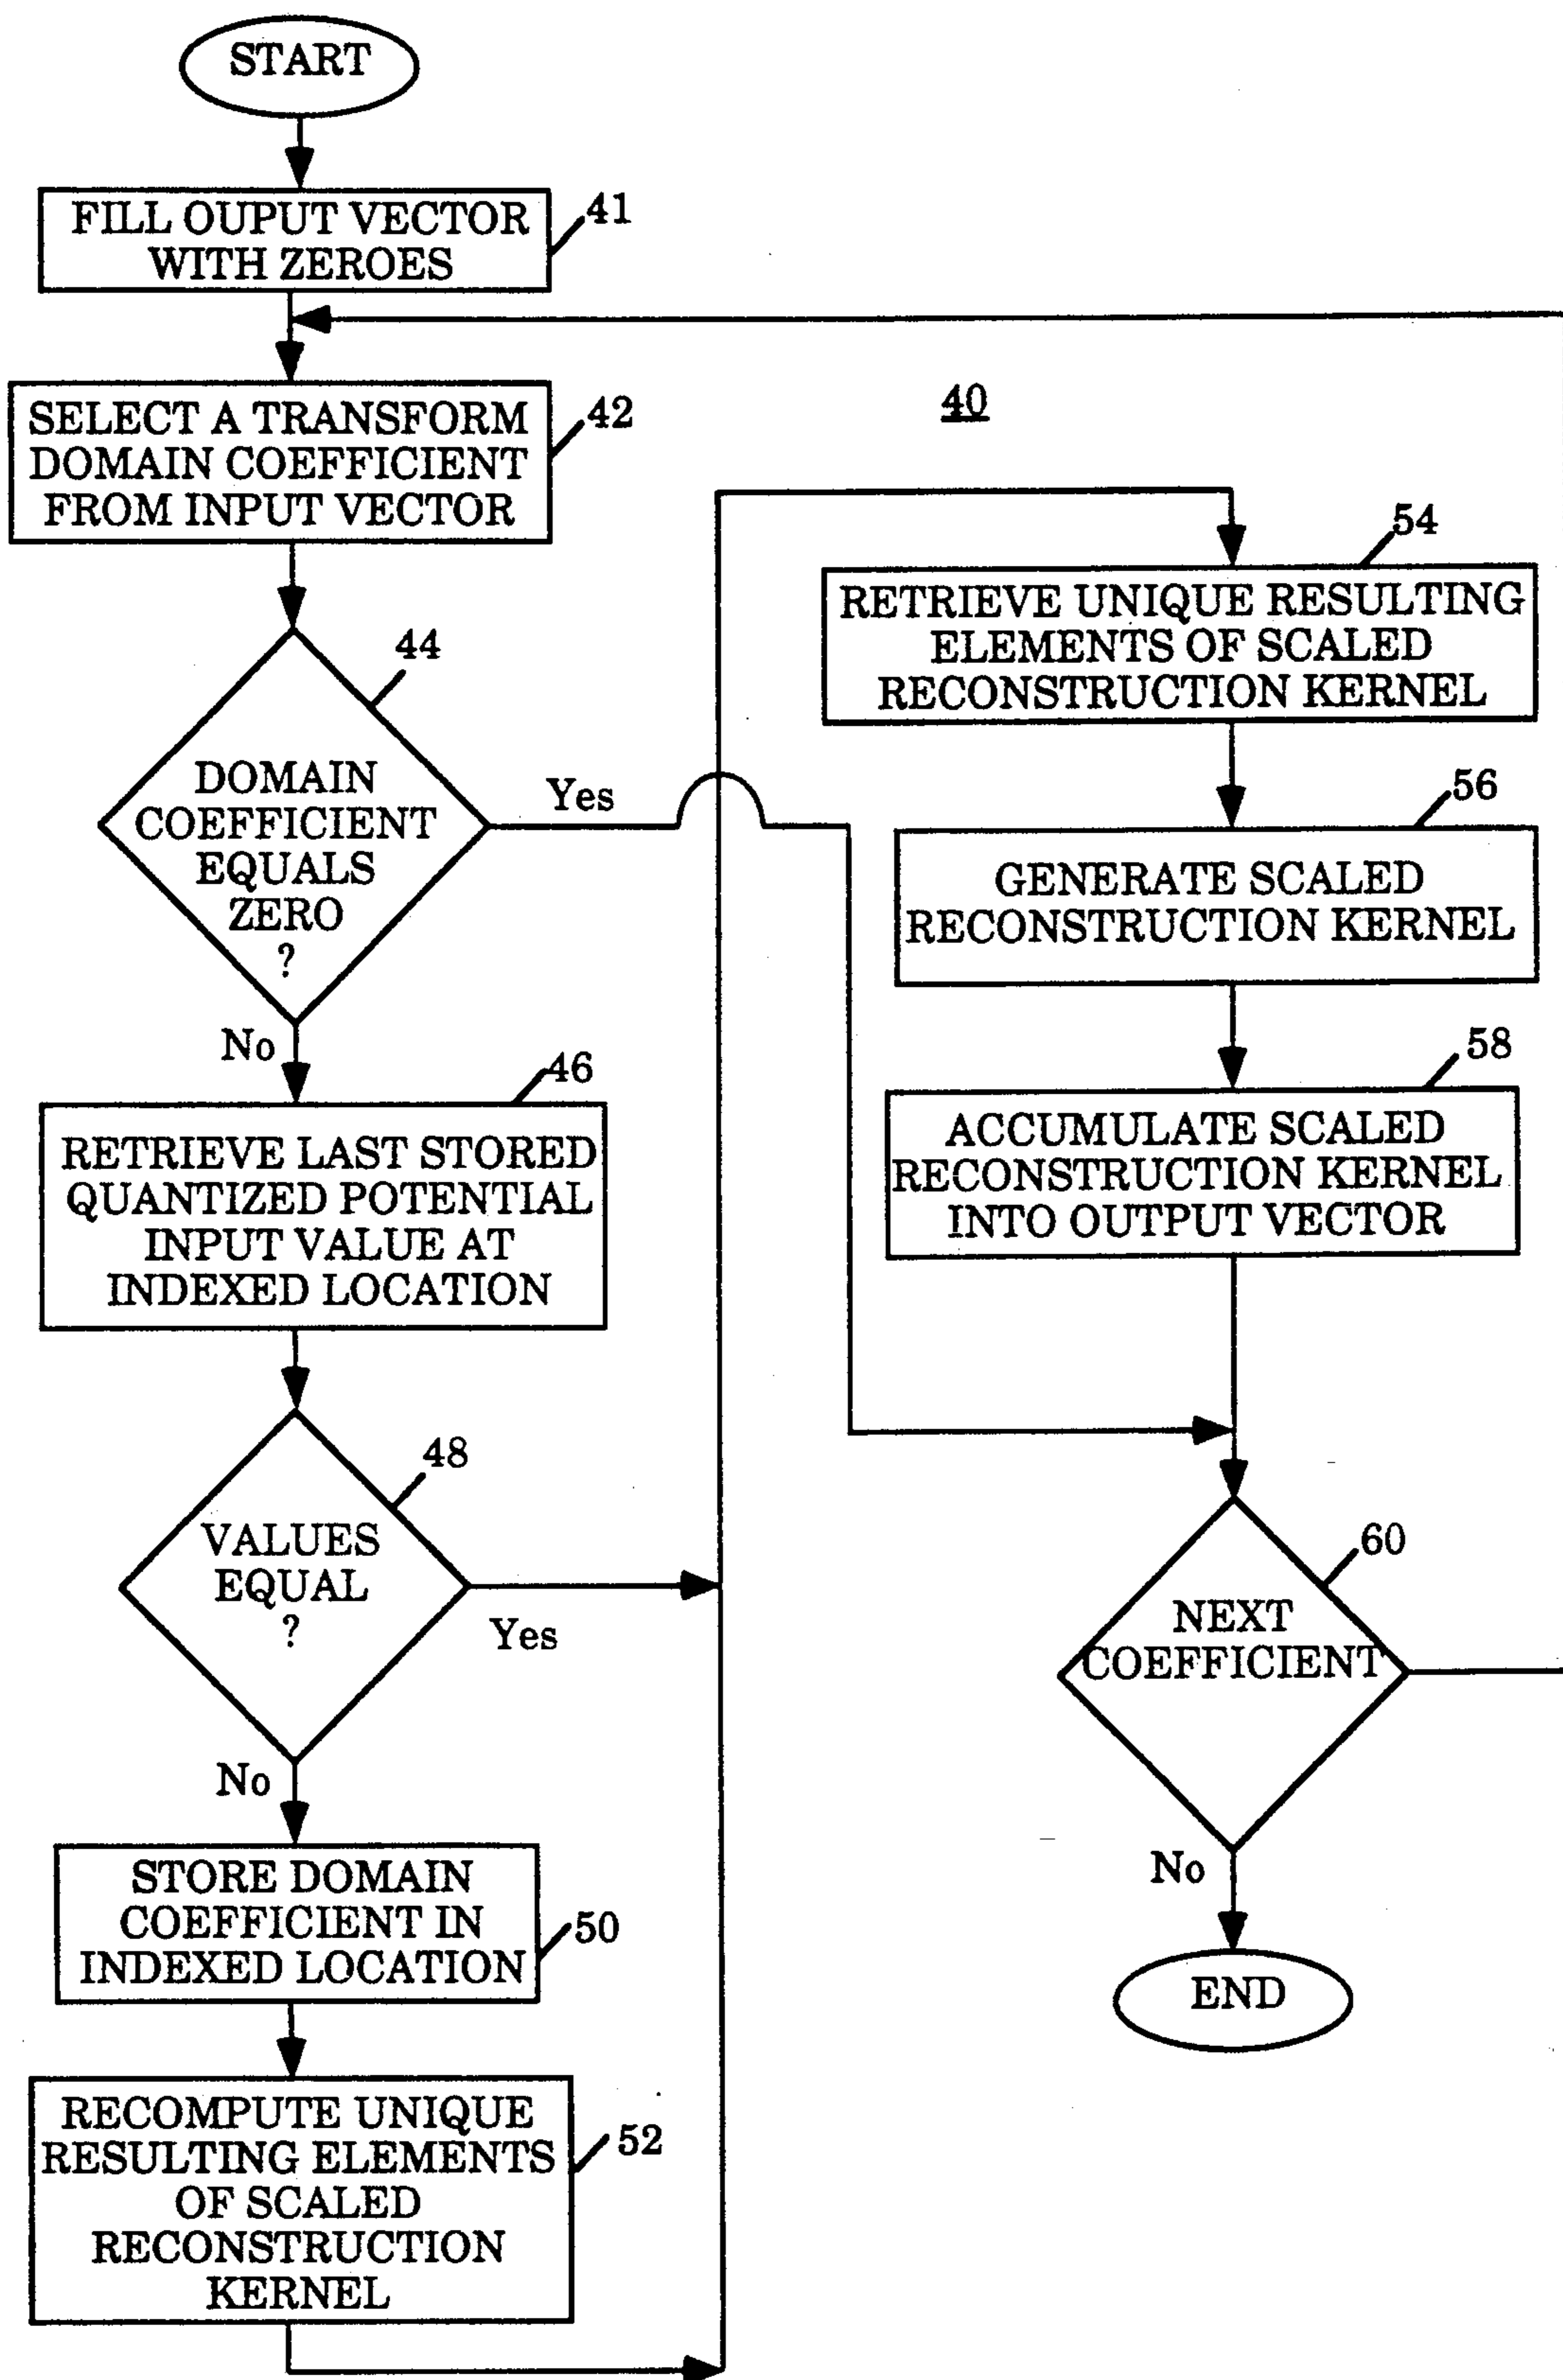 START
FILL OUPUT VECTOR
WITH ZEROES
41
SELECT A TRANSFORM
DOMAIN COEFFICIENT
FROM INPUT VECTOR
42
40
44
DOMAIN
COEFFICIENT
EQUALS
ZERO
?
Yes
No
46
RETRIEVE LAST STORED
QUANTIZED POTENTIAL
INPUT VALUE AT
INDEXED LOCATION
48
VALUES
EQUAL
?
Yes
No
STORE DOMAIN
COEFFICIENT IN
INDEXED LOCATION
50
RECOMPUTE UNIQUE
RESULTING ELEMENTS
OF SCALED
RECONSTRUCTION
KERNEL
52
54
RETRIEVE UNIQUE RESULTING
ELEMENTS OF SCALED
RECONSTRUCTION KERNEL
56
GENERATE SCALED
RECONSTRUCTION KERNEL
58
ACCUMULATE SCALED
RECONSTRUCTION KERNEL
INTO OUTPUT VECTOR
60
NEXT
COEFFICIENT
No
END